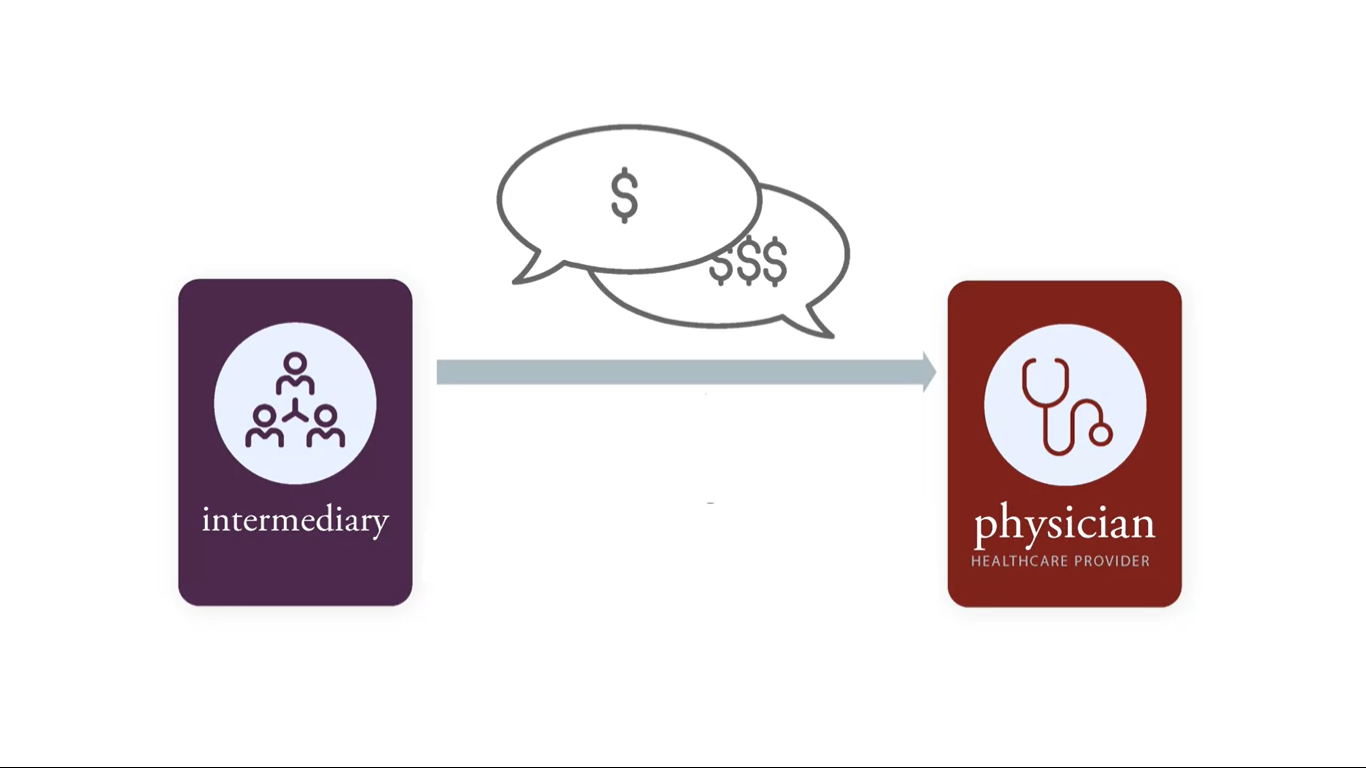 $
$$$
intermediary
physician
HEALTHCARE PROVIDER